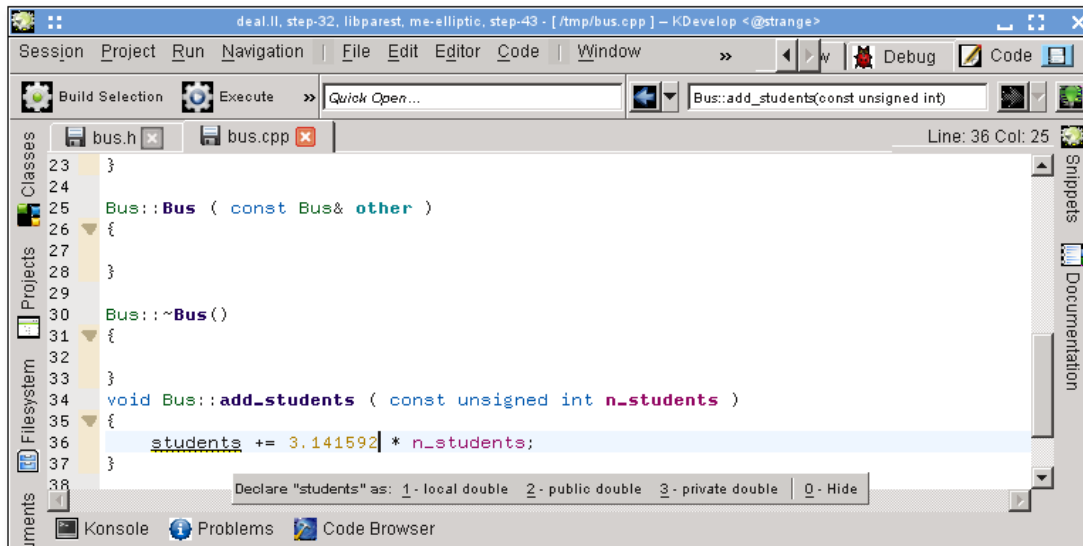 deal.II, step-32, libparest, me-elliptic, step-43 - [ /tmp/bus.cpp ] – KDevelop <@strange>
Session Project Run Navigation | File Edit Editor Code | Window » Debug Code
Build Selection Execute » Quick Open... Bus::add_students(const unsigned int)
bus.h bus.cpp Line: 36 Col: 25
Classes
Projects
Filesystem
23 }
24
25 Bus::Bus ( const Bus& other )
26 {
27
28 }
29
30 Bus::~Bus()
31 {
32
33 }
34 void Bus::add_students ( const unsigned int n_students )
35 {
36 students += 3.141592 * n_students;
37 }
38
Declare "students" as: 1 - local double 2 - public double 3 - private double | 0 - Hide
Snippets
Documentation
Konsole Problems Code Browser